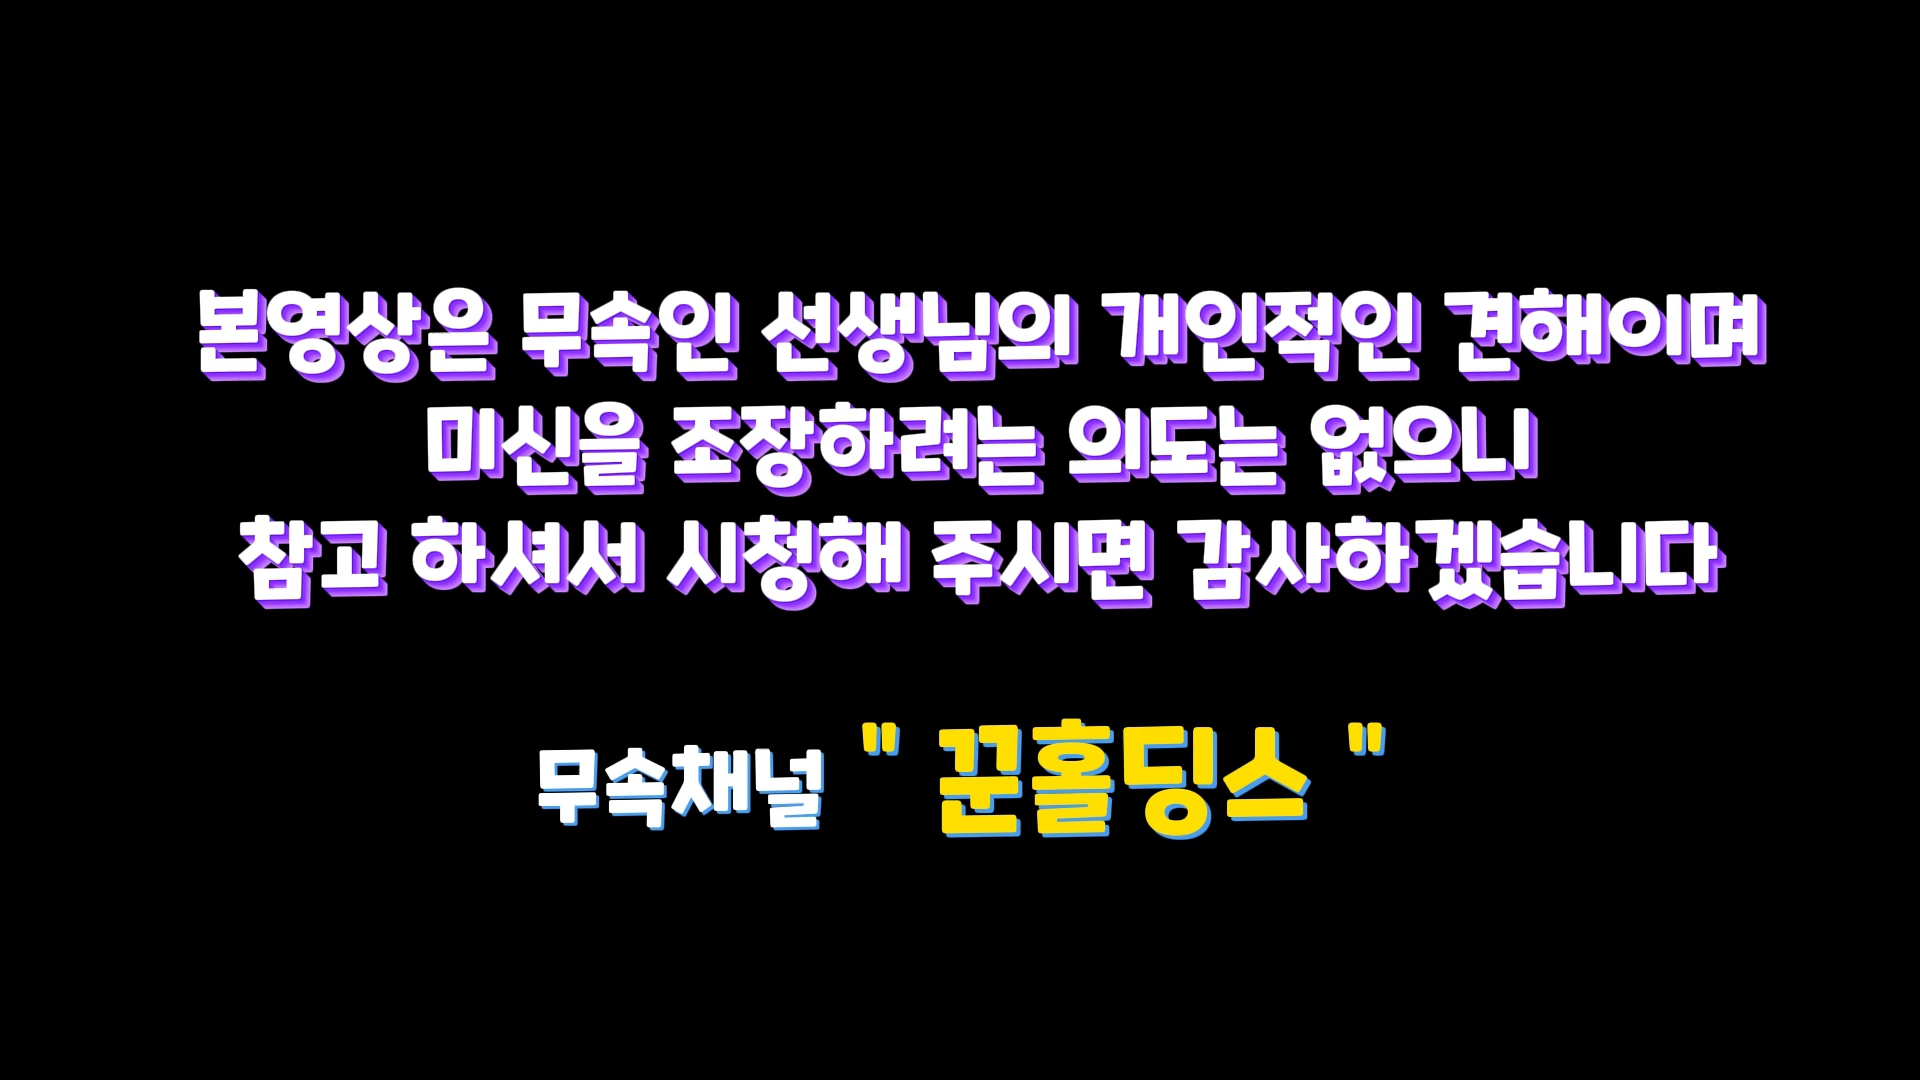 본영상은 무속인 선생님의 개인적인 견해이며
미신을 조장하려는 의도는 없으니
참고 하셔서 시청해 주시면 감사하겠습니다
무속채널 " 꾼홀딩스 "